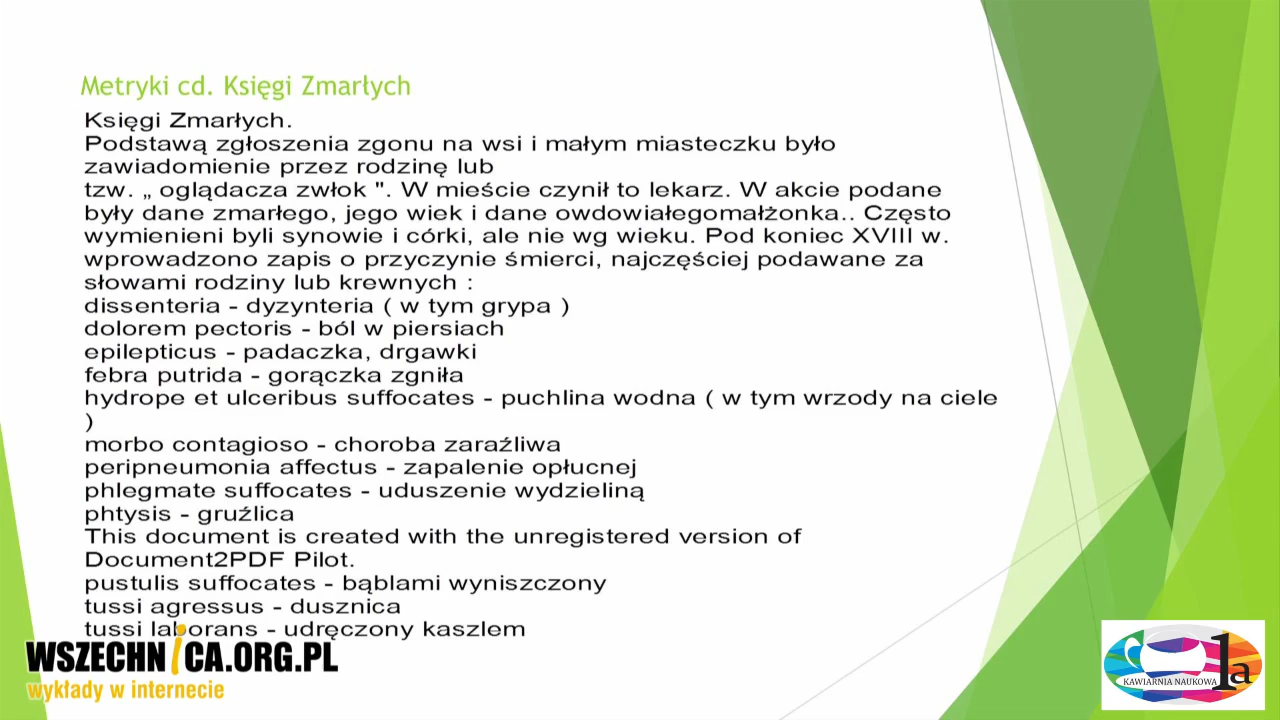 Metryki cd. Księgi Zmarłych
Księgi Zmarłych.
Podstawą zgłoszenia zgonu na wsi i małym miasteczku było
zawiadomienie przez rodzinę lub
tzw. „ oglądacza zwłok ". W mieście czynił to lekarz. W akcie podane
były dane zmarłego, jego wiek i dane owdowiałegomałżonka.. Często
wymienieni byli synowie i córki, ale nie wg wieku. Pod koniec XVIII w.
wprowadzono zapis o przyczynie śmierci, najczęściej podawane za
słowami rodziny lub krewnych :
dissenteria - dyzynteria ( w tym grypa )
dolorem pectoris - ból w piersiach
epilepticus - padaczka, drgawki
febra putrida - gorączka zgniła
hydrope et ulceribus suffocates - puchlina wodna ( w tym wrzody na ciele
)
morbo contagioso - choroba zaraźliwa
peripneumonia affectus - zapalenie opłucnej
phlegmate suffocates - uduszenie wydzieliną
phtysis - gruźlica
This document is created with the unregistered version of
Document2PDF Pilot.
pustulis suffocates - bąblami wyniszczony
tussi agressus - dusznica
tussi laborans - udręczony kaszlem
WSZECHNiCA.ORG.PL
wykłady w internecie
KAWIARNIA NAUKOWA 1a